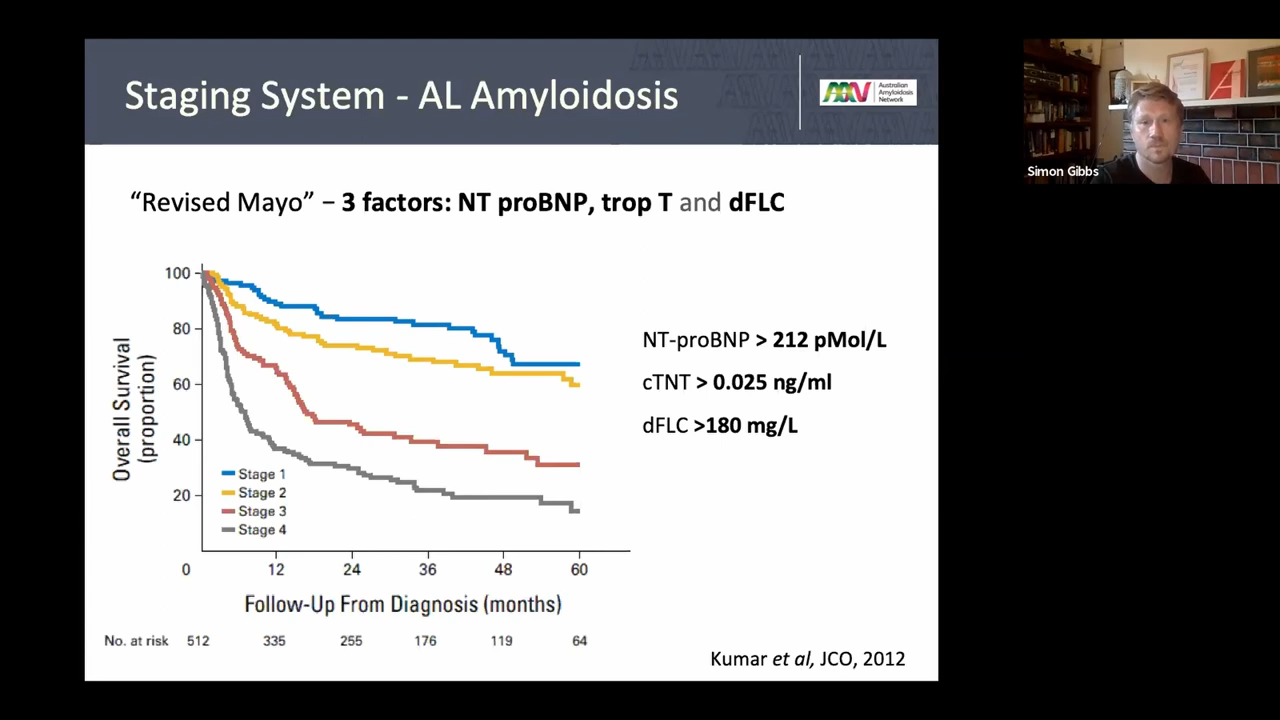 Staging System - AL Amyloidosis
Australian
Amyloidosis
Network
Simon Gibbs
“Revised Mayo” – 3 factors: NT proBNP, trop T and dFLC
Overall Survival
(proportion)
100
80
60
40
20
0
12
24
36
48
60
Stage 1
Stage 2
Stage 3
Stage 4
Follow-Up From Diagnosis (months)
No. at risk 512 335 255 176 119 64
NT-proBNP > 212 pMol/L
cTNT > 0.025 ng/ml
dFLC >180 mg/L
Kumar et al, JCO, 2012